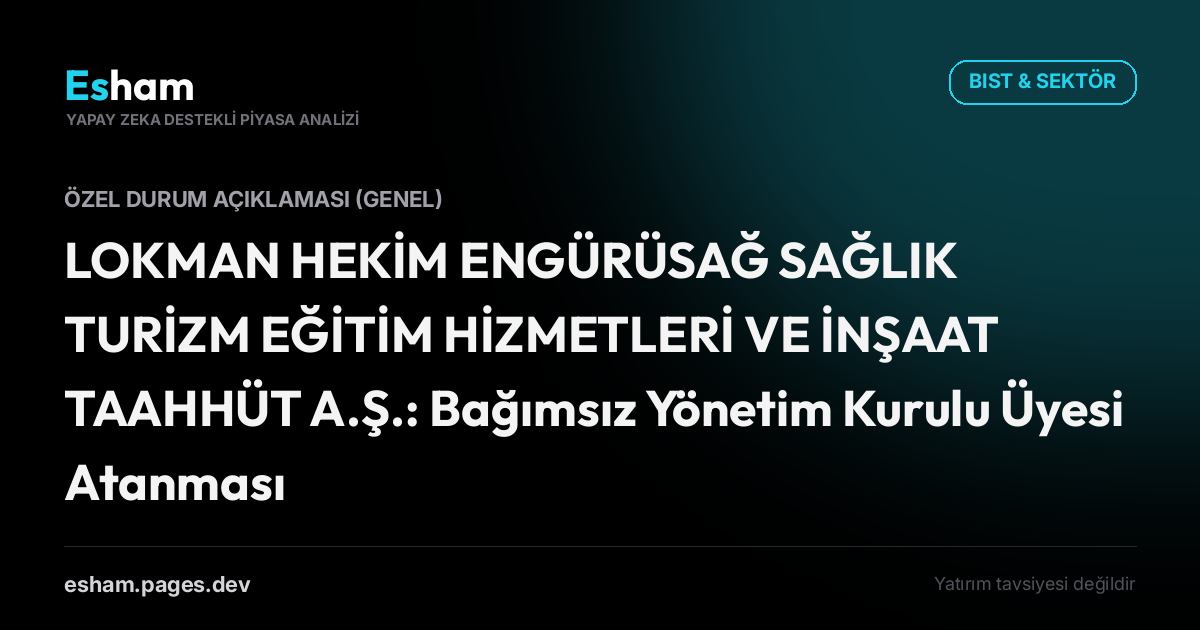 Esham
YAPAY ZEKA DESTEKLİ PİYASA ANALİZİ
BIST & SEKTÖR
ÖZEL DURUM AÇIKLAMASI (GENEL)
LOKMAN HEKİM ENGÜRÜSAĞ SAĞLIK
TURİZM EĞİTİM HİZMETLERİ VE İNŞAAT
TAAHHÜT A.Ş.: Bağımsız Yönetim Kurulu Üyesi
Atanması
esham.pages.dev
Yatırım tavsiyesi değildir